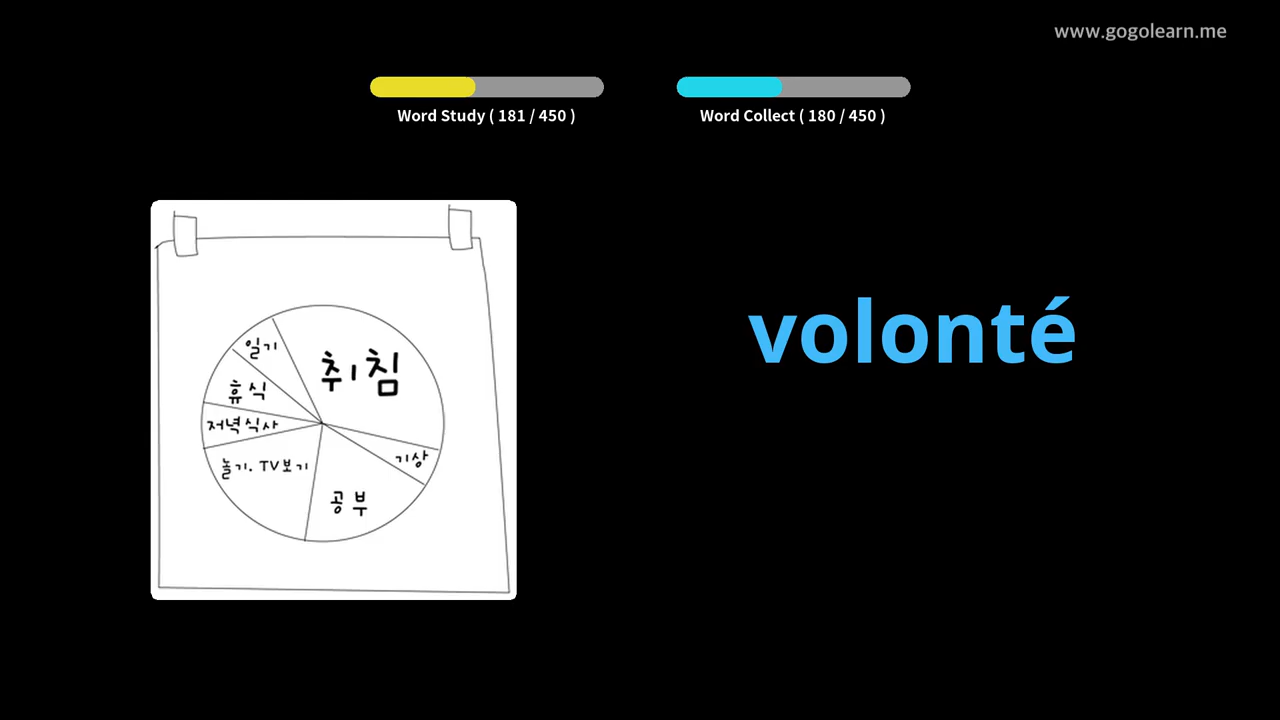 www.gogolearn.me
Word Study ( 181 / 450 )
Word Collect ( 180 / 450 )
일기
취침
휴식
저녁식사
놀기. TV보기
기상
공부
volonté